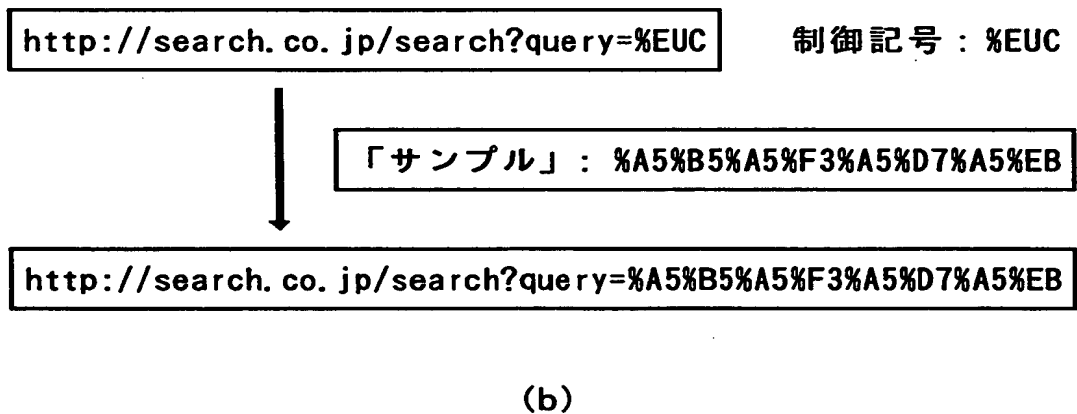 http://search.co.jp/search?query=%EUC 制御記号：%EUC
「サンプル」：%A5%B5%A5%F3%A5%D7%A5%EB
http://search.co.jp/search?query=%A5%B5%A5%F3%A5%D7%A5%EB
(b)